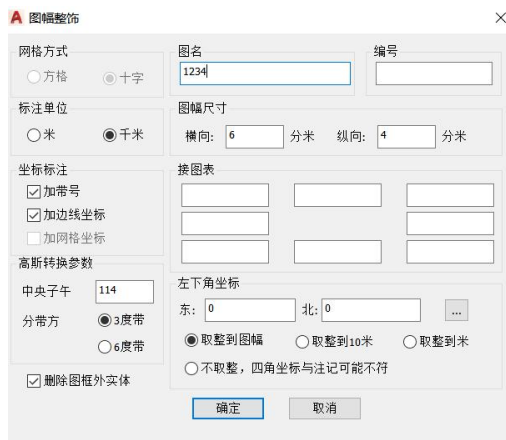 图幅整饰
网格方式
方格
十字
图名
1234
编号
标注单位
米
千米
图幅尺寸
横向: 6 分米 纵向: 4 分米
坐标标注
加带号
加边线坐标
加网格坐标
接图表
高斯转换参数
中央子午 114
分带方
3度带
6度带
左下角坐标
东: 0 北: 0 ...
取整到图幅
取整到10米
取整到米
不取整，四角坐标与注记可能不符
删除图框外实体
确定
取消